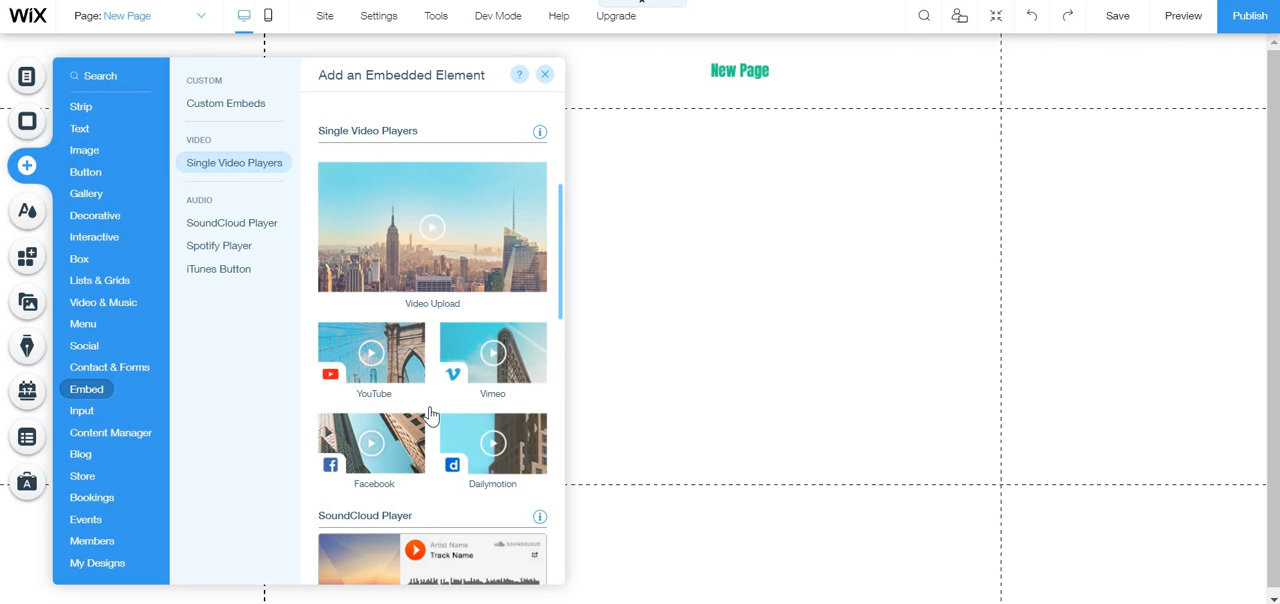 WiX Page: New Page Site Settings Tools Dev Mode Help Upgrade Save Preview Publish
Search
Strip
Text
Image
Button
Gallery
Decorative
Interactive
Box
Lists & Grids
Video & Music
Menu
Social
Contact & Forms
Embed
Input
Content Manager
Blog
Store
Bookings
Events
Members
My Designs
CUSTOM
Custom Embeds
VIDEO
Single Video Players
AUDIO
SoundCloud Player
Spotify Player
iTunes Button
Add an Embedded Element ?
Single Video Players i
Video Upload
YouTube Vimeo
Facebook Dailymotion
SoundCloud Player i
Artist Name SOUNDCLOUD
Track Name
New Page
17
A
A
d